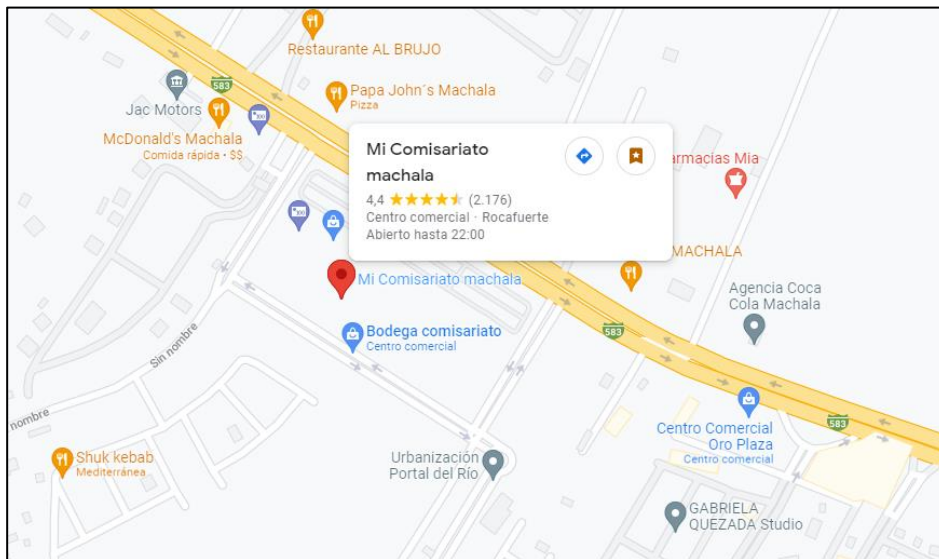 Restaurante AL BRUJO
583
Jac Motors
Papa John´s Machala
Pizza
McDonald's Machala
Comida rápida • $$
Mi Comisariato
machala
4,4
(2.176)
Centro comercial · Rocafuerte
Abierto hasta 22:00
armacias Mia
MACHALA
Mi Comisariato machala
Agencia Coca
Cola Machala
Bodega comisariato
Centro comercial
583
Sin nombre
nombre
Centro Comercial
Oro Plaza
Centro comercial
583
Shuk kebab
Mediterránea
Urbanización
Portal del Río
GABRIELA
QUEZADA Studio